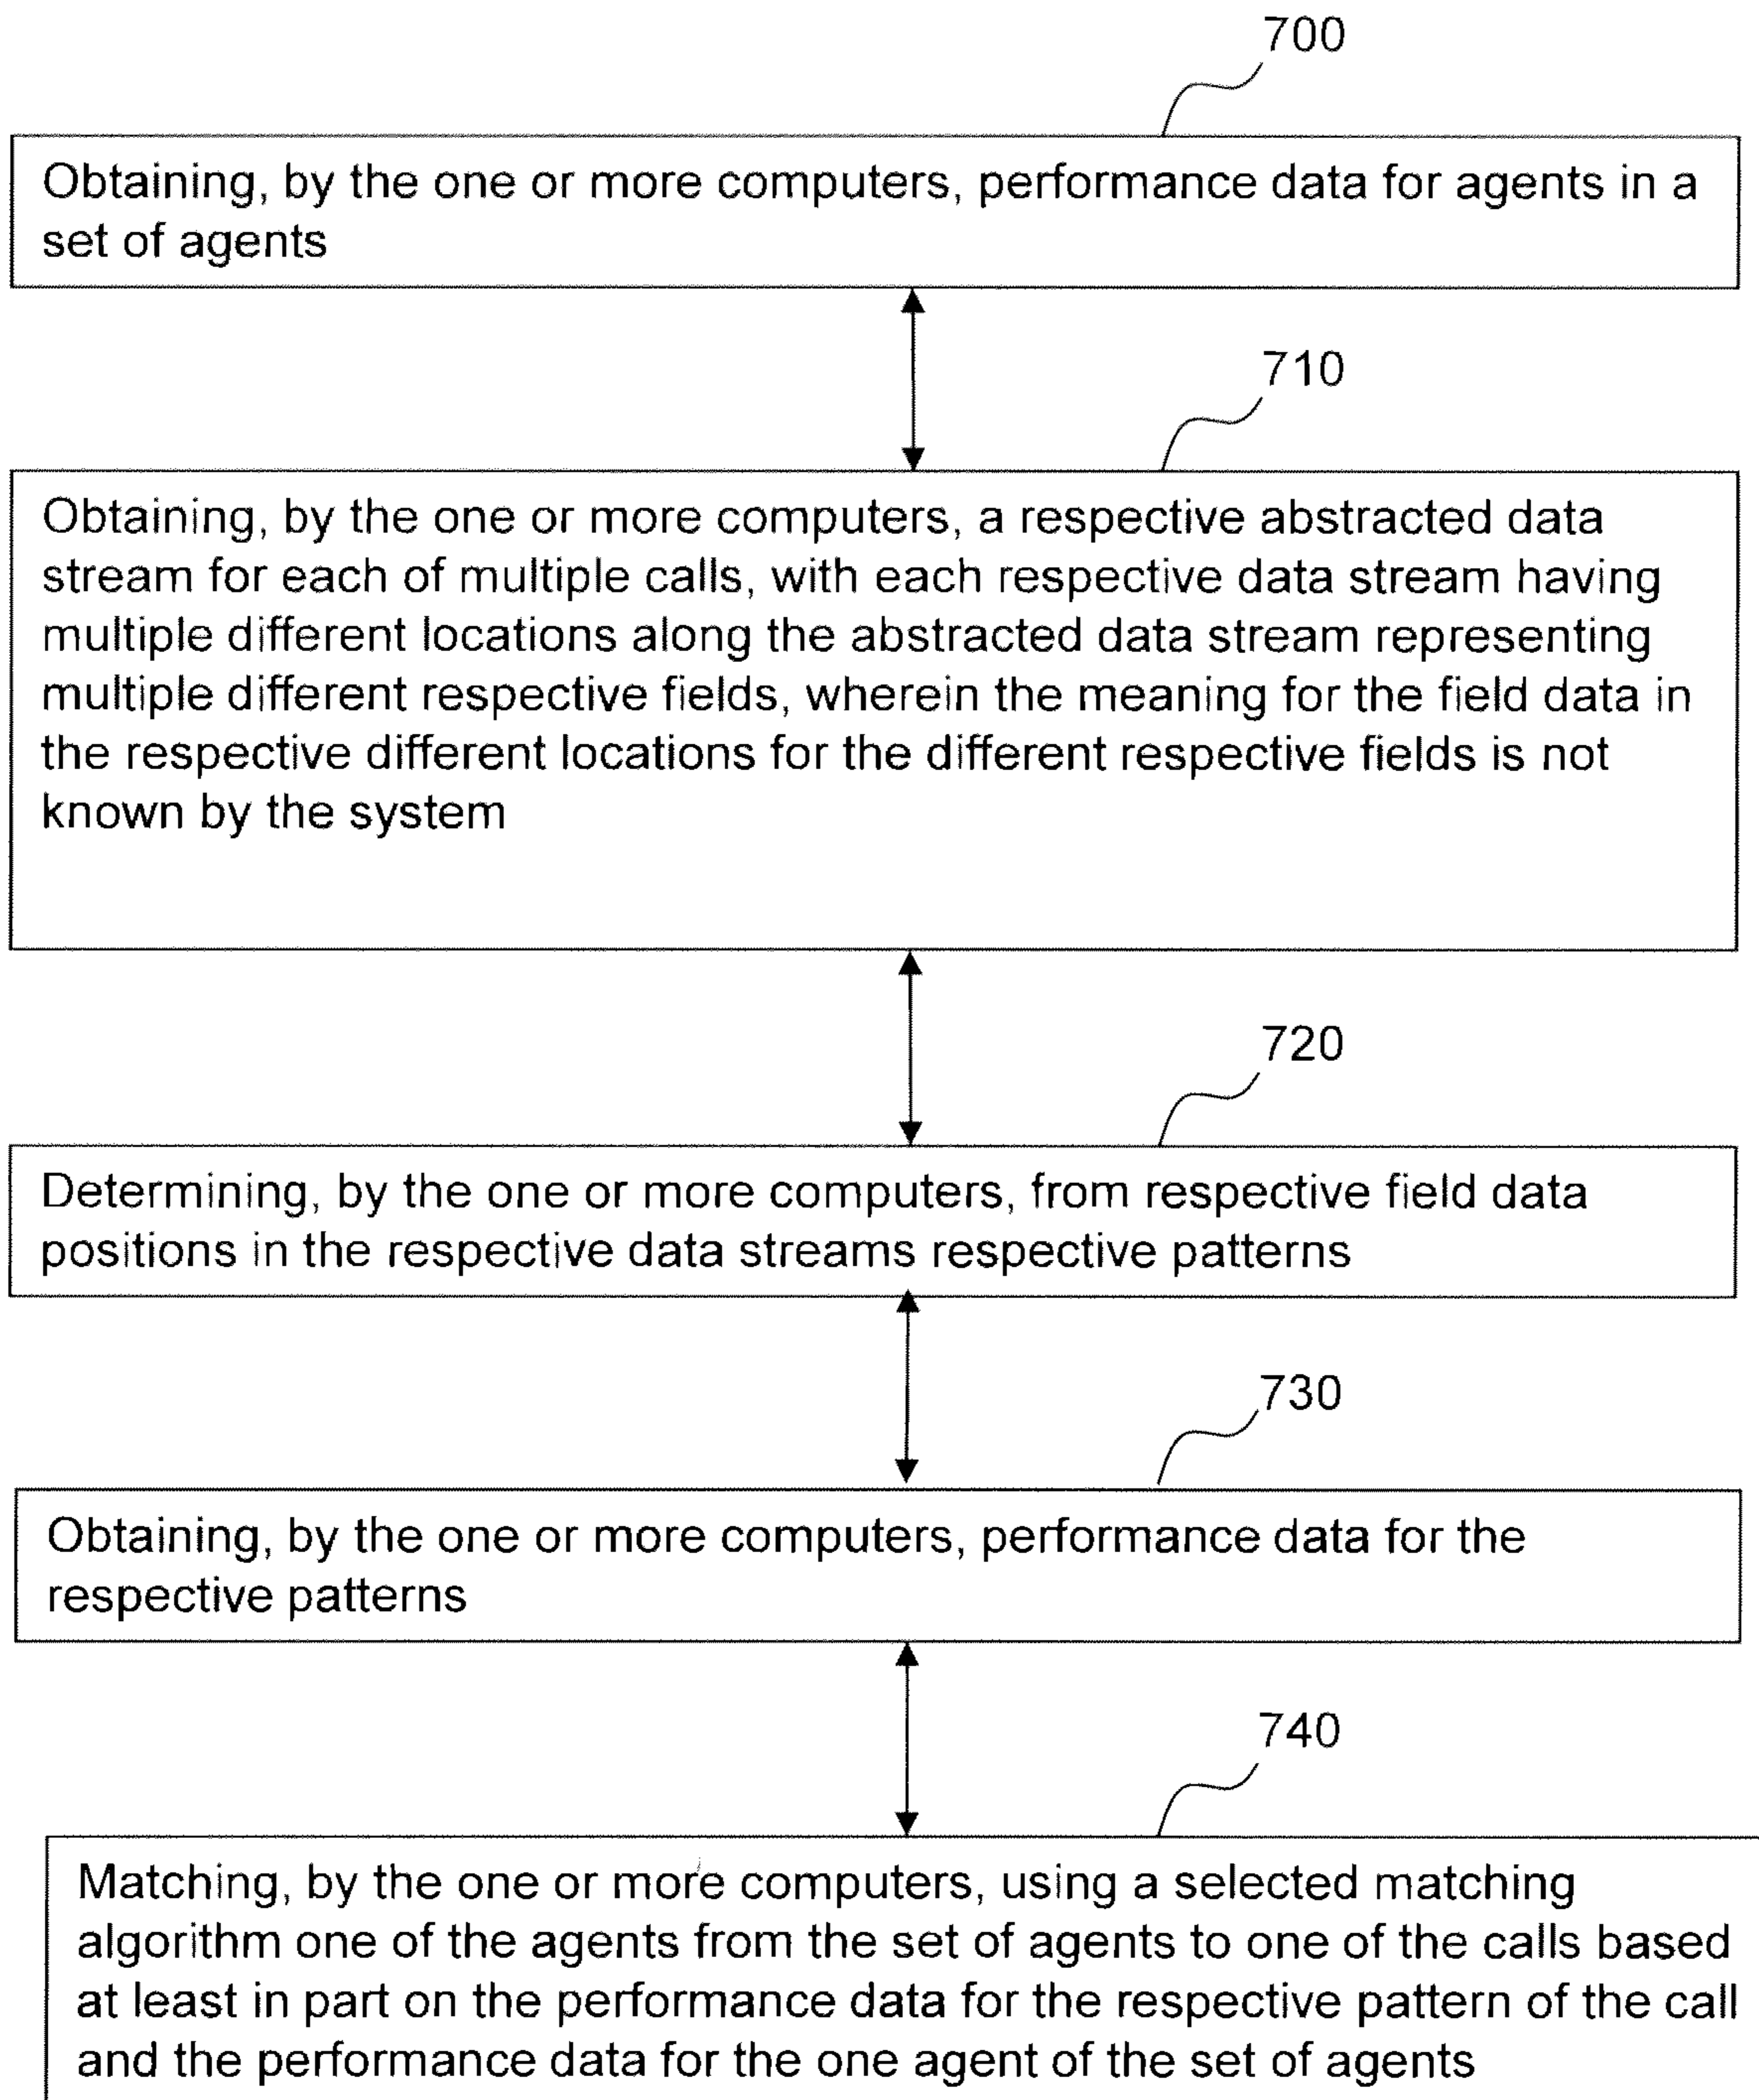 700
Obtaining, by the one or more computers, performance data for agents in a
set of agents
710
Obtaining, by the one or more computers, a respective abstracted data
stream for each of multiple calls, with each respective data stream having
multiple different locations along the abstracted data stream representing
multiple different respective fields, wherein the meaning for the field data in
the respective different locations for the different respective fields is not
known by the system
720
Determining, by the one or more computers, from respective field data
positions in the respective data streams respective patterns
730
Obtaining, by the one or more computers, performance data for the
respective patterns
740
Matching, by the one or more computers, using a selected matching
algorithm one of the agents from the set of agents to one of the calls based
at least in part on the performance data for the respective pattern of the call
and the performance data for the one agent of the set of agents